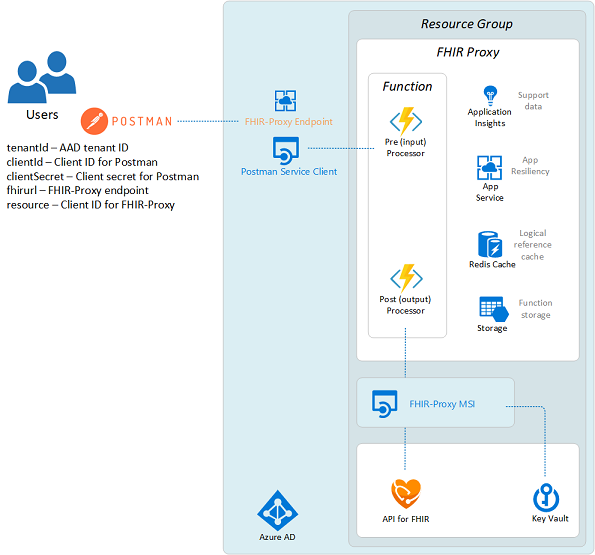 Resource Group
FHIR Proxy
Function
Users
POSTMAN
FHIR-Proxy Endpoint
Postman Service Client
tenantId – AAD tenant ID
clientId – Client ID for Postman
clientSecret – Client secret for Postman
fhirurl – FHIR-Proxy endpoint
resource – Client ID for FHIR-Proxy
Pre (input)
Processor
Post (output)
Processor
Application
Insights
Support
data
App
Service
App
Resiliency
Redis Cache
Logical
reference
cache
Storage
Function
storage
FHIR-Proxy MSI
API for FHIR
Key Vault
Azure AD